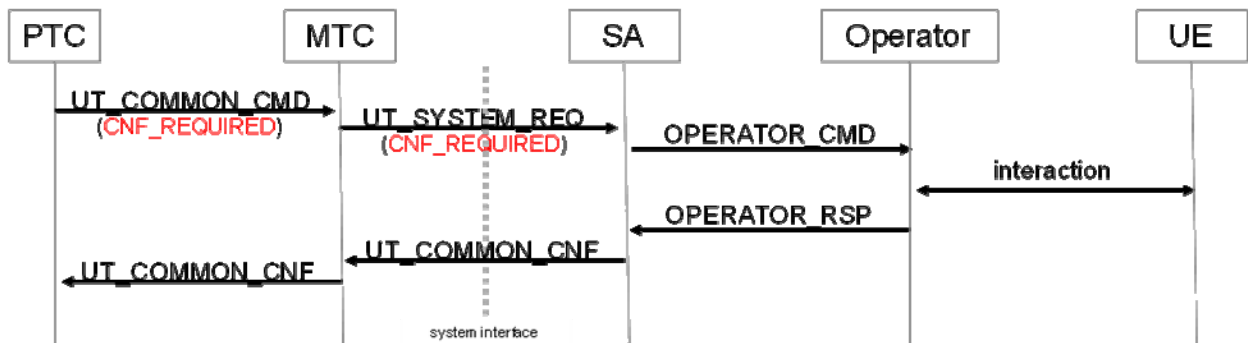 PTC
MTC
SA
Operator
UE
UT_COMMON_CMD
(CNF_REQUIRED)
UT_SYSTEM_REQ
(CNF_REQUIRED)
OPERATOR_CMD
interaction
OPERATOR_RSP
UT_COMMON_CNF
UT_COMMON_CNF
system interface